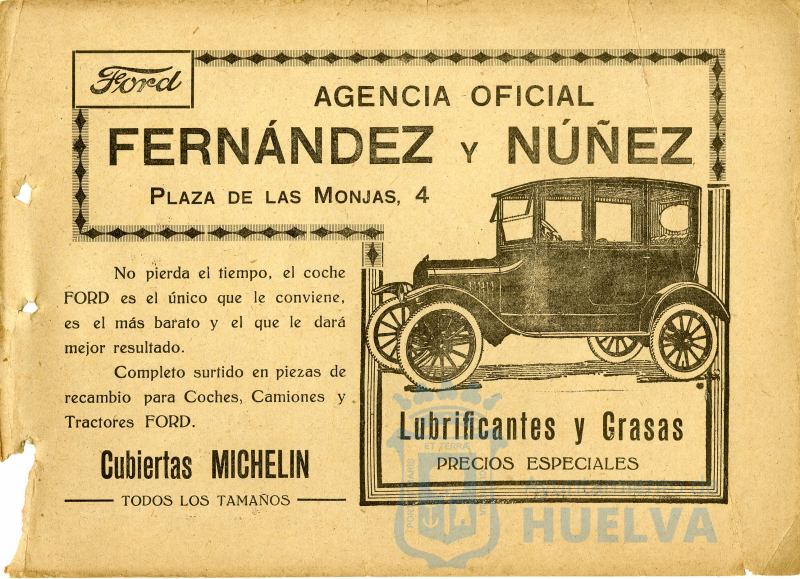 Ford
AGENCIA OFICIAL
FERNÁNDEZ Y NÚÑEZ
PLAZA DE LAS MONJAS, 4
No pierda el tiempo, el coche
FORD es el único que le conviene,
es el más barato y el que le dará
mejor resultado.
Completo surtido en piezas de
recambio para Coches, Camiones y
Tractores FORD.
Cubiertas MICHELIN
TODOS LOS TAMAÑOS
Lubrificantes y Grasas
PRECIOS ESPECIALES
HUELVA